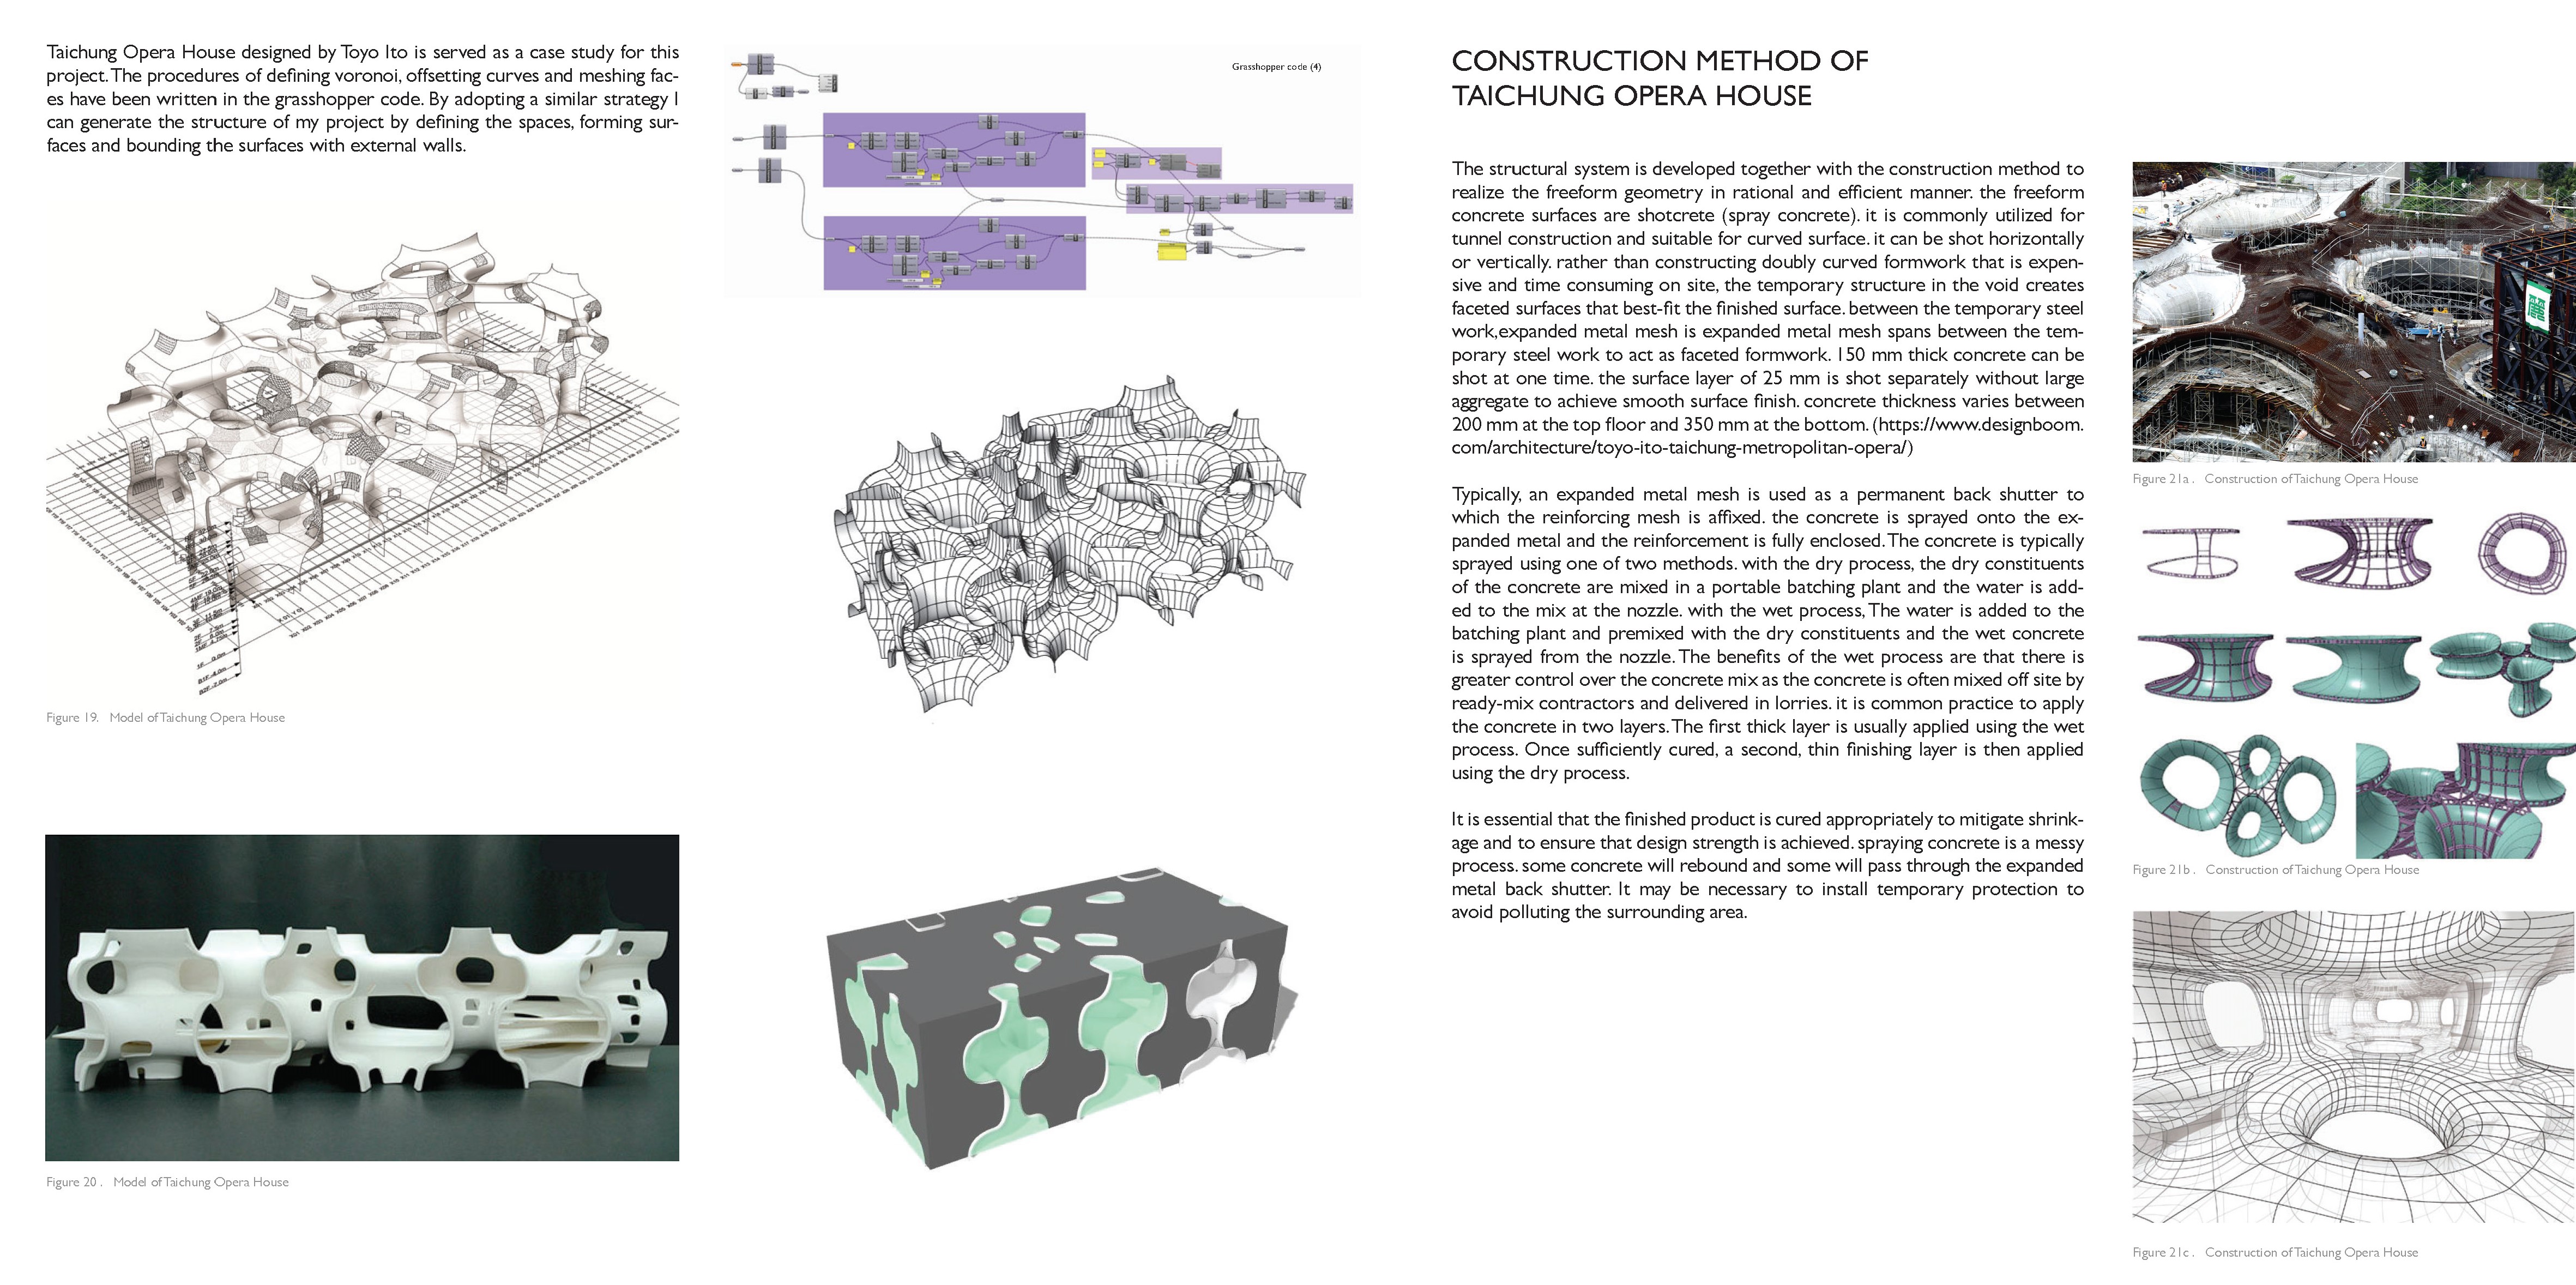 Taichung Opera House designed by Toyo Ito is served as a case study for this
project. The procedures of defining voronoi, offsetting curves and meshing fac-
es have been written in the grasshopper code. By adopting a similar strategy I
can generate the structure of my project by defining the spaces, forming sur-
faces and bounding the surfaces with external walls.
Figure 19. Model of Taichung Opera House
Figure 20 . Model of Taichung Opera House
Grasshopper code (4)
CONSTRUCTION METHOD OF
TAICHUNG OPERA HOUSE
The structural system is developed together with the construction method to
realize the freeform geometry in rational and efficient manner. the freeform
concrete surfaces are shotcrete (spray concrete). it is commonly utilized for
tunnel construction and suitable for curved surface. it can be shot horizontally
or vertically. rather than constructing doubly curved formwork that is expen-
sive and time consuming on site, the temporary structure in the void creates
faceted surfaces that best-fit the finished surface. between the temporary steel
work,expanded metal mesh is expanded metal mesh spans between the tem-
porary steel work to act as faceted formwork. 150 mm thick concrete can be
shot at one time. the surface layer of 25 mm is shot separately without large
aggregate to achieve smooth surface finish. concrete thickness varies between
200 mm at the top floor and 350 mm at the bottom. (https://www.designboom.
com/architecture/toyo-ito-taichung-metropolitan-opera/)
Typically, an expanded metal mesh is used as a permanent back shutter to
which the reinforcing mesh is affixed. the concrete is sprayed onto the ex-
panded metal and the reinforcement is fully enclosed. The concrete is typically
sprayed using one of two methods. with the dry process, the dry constituents
of the concrete are mixed in a portable batching plant and the water is add-
ed to the mix at the nozzle. with the wet process, The water is added to the
batching plant and premixed with the dry constituents and the wet concrete
is sprayed from the nozzle. The benefits of the wet process are that there is
greater control over the concrete mix as the concrete is often mixed off site by
ready-mix contractors and delivered in lorries. it is common practice to apply
the concrete in two layers. The first thick layer is usually applied using the wet
process. Once sufficiently cured, a second, thin finishing layer is then applied
using the dry process.
It is essential that the finished product is cured appropriately to mitigate shrink-
age and to ensure that design strength is achieved. spraying concrete is a messy
process. some concrete will rebound and some will pass through the expanded
metal back shutter. It may be necessary to install temporary protection to
avoid polluting the surrounding area.
Figure 21a . Construction of Taichung Opera House
Figure 21b . Construction of Taichung Opera House
Figure 21c . Construction of Taichung Opera House